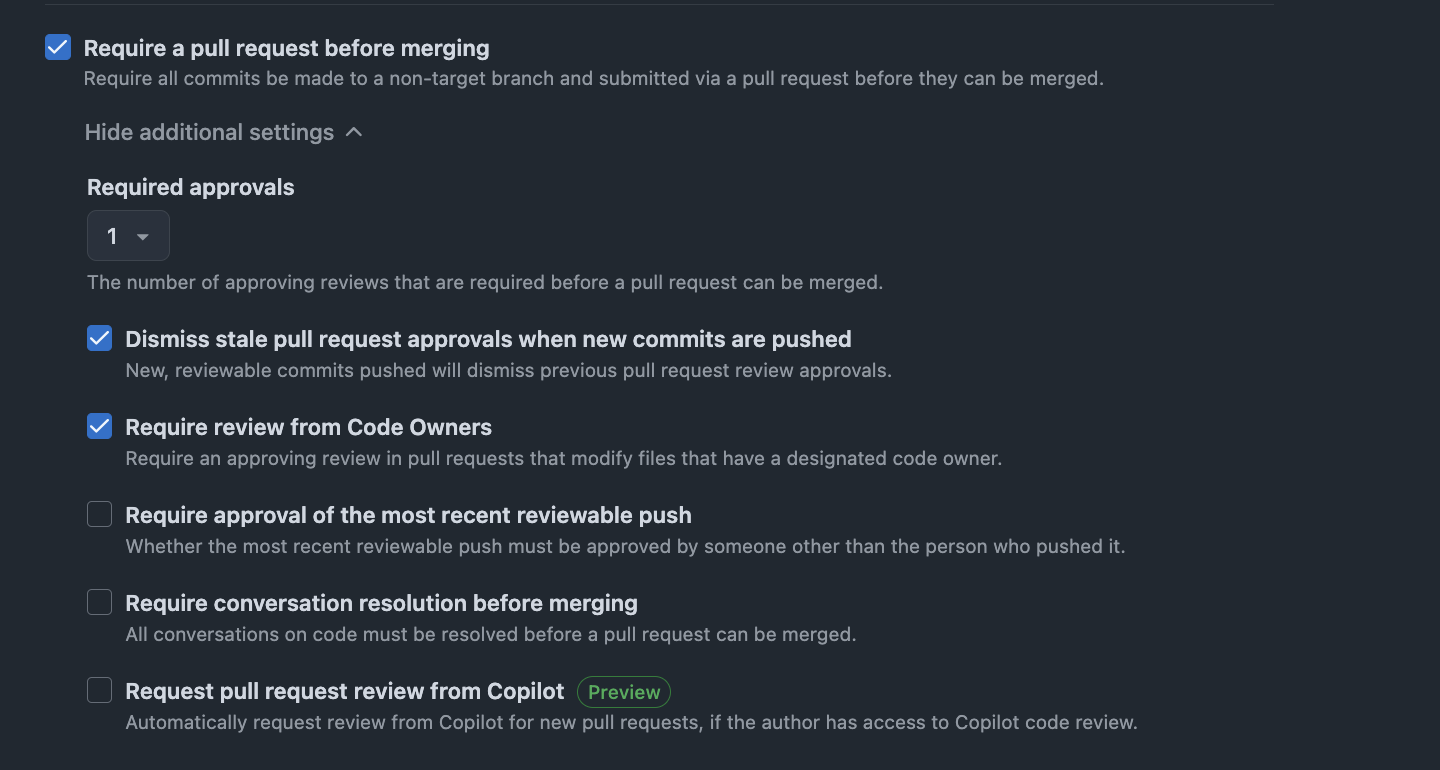 Require a pull request before merging
Require all commits be made to a non-target branch and submitted via a pull request before they can be merged.
Hide additional settings
Required approvals
1
The number of approving reviews that are required before a pull request can be merged.
Dismiss stale pull request approvals when new commits are pushed
New, reviewable commits pushed will dismiss previous pull request review approvals.
Require review from Code Owners
Require an approving review in pull requests that modify files that have a designated code owner.
Require approval of the most recent reviewable push
Whether the most recent reviewable push must be approved by someone other than the person who pushed it.
Require conversation resolution before merging
All conversations on code must be resolved before a pull request can be merged.
Request pull request review from Copilot Preview
Automatically request review from Copilot for new pull requests, if the author has access to Copilot code review.